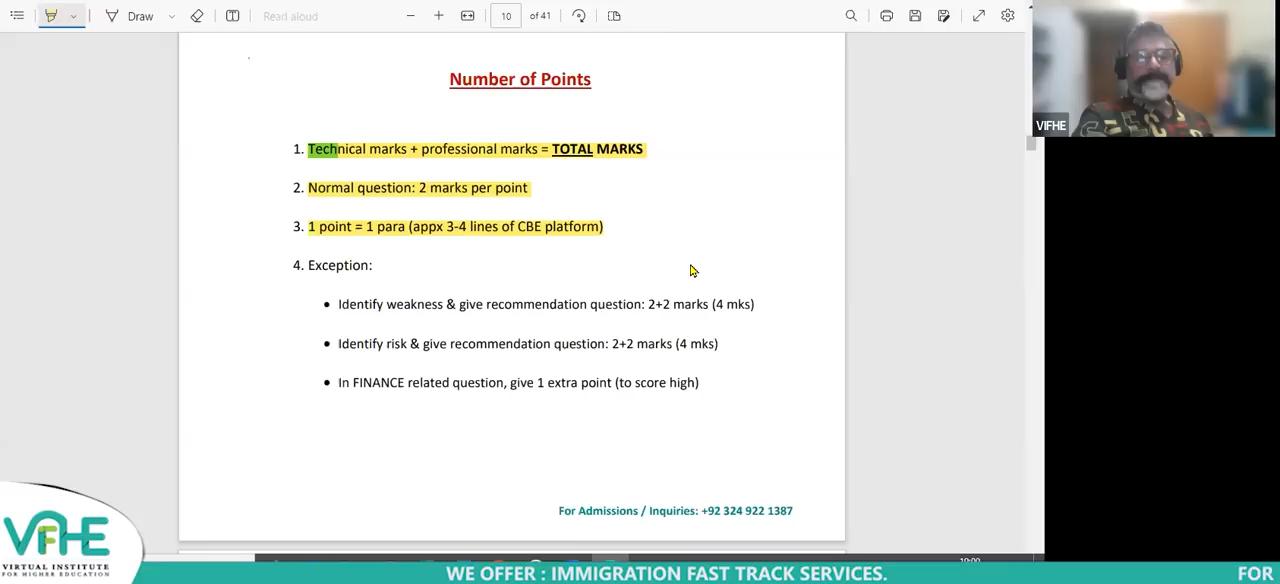 Draw
Read aloud
10 of 41
VIFHE
Number of Points
1. Technical marks + professional marks = TOTAL MARKS
2. Normal question: 2 marks per point
3. 1 point = 1 para (appx 3-4 lines of CBE platform)
4. Exception:
• Identify weakness & give recommendation question: 2+2 marks (4 mks)
• Identify risk & give recommendation question: 2+2 marks (4 mks)
• In FINANCE related question, give 1 extra point (to score high)
For Admissions / Inquiries: +92 324 922 1387
VIFHE
VIRTUAL INSTITUTE
FOR HIGHER EDUCATION
WE OFFER : IMMIGRATION FAST TRACK SERVICES. FOR